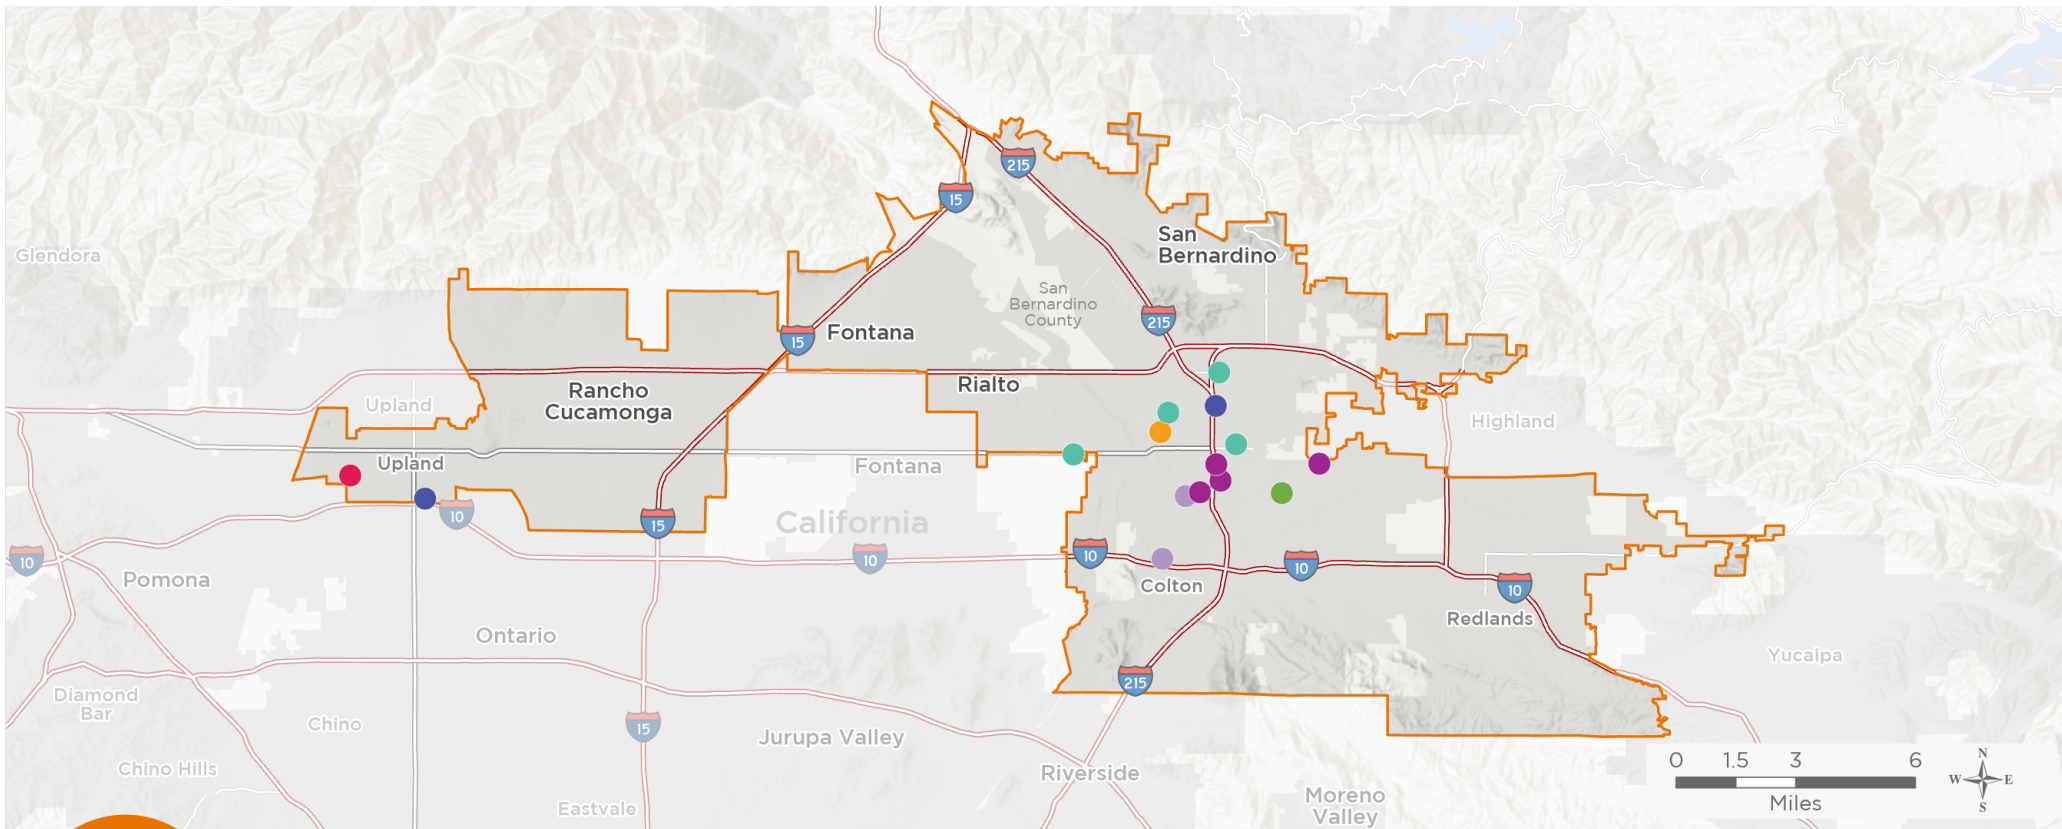 215
15
San
Bernardino
Glendora
San
Bernardino
County
215
15
Fontana
Rialto
Rancho
Cucamonga
Upland
Highland
Upland
Fontana
10
15
California
10
10
10
10
Colton
Pomona
10
Redlands
Ontario
Yucaipa
215
Diamond
Bar
Chino
15
Jurupa Valley
Chino Hills
Riverside
Eastvale
Moreno
Valley
0 1.5 3 6
Miles
N
W E
S